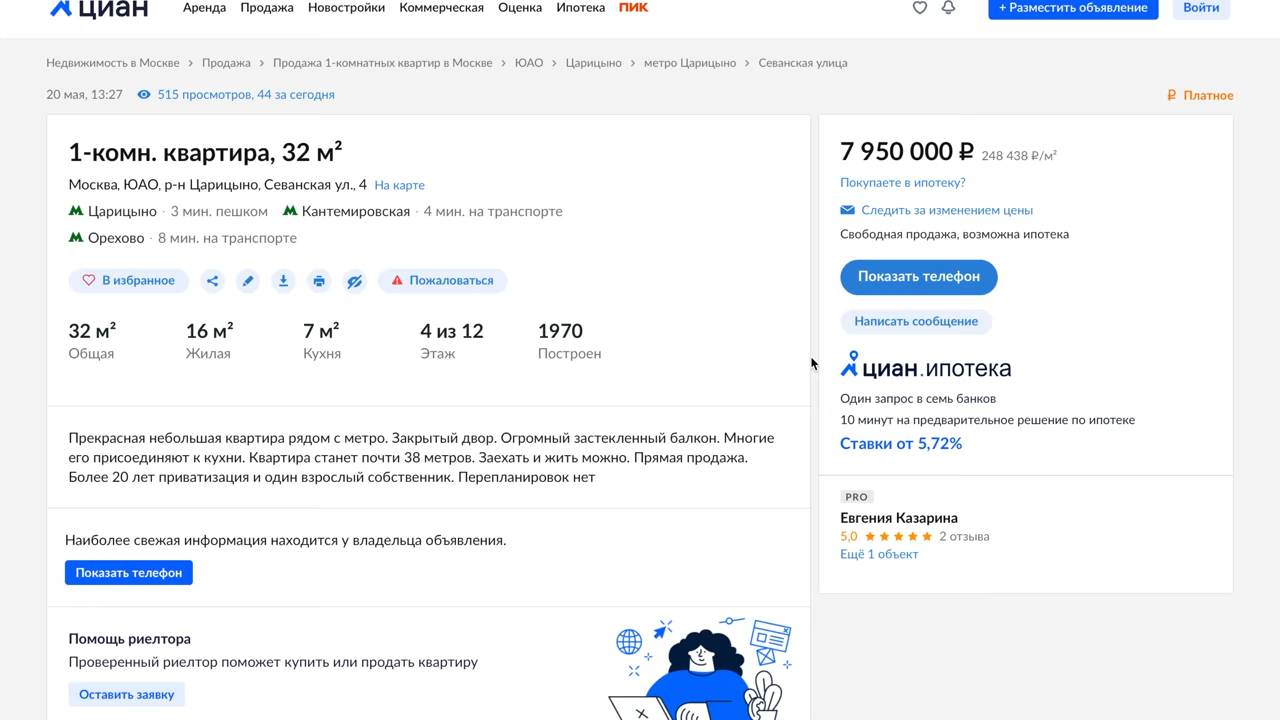 циан
Аренда Продажа Новостройки Коммерческая Оценка Ипотека ПИК
+ Разместить объявление
Войти
Недвижимость в Москве > Продажа > Продажа 1-комнатных квартир в Москве > ЮАО > Царицыно > метро Царицыно > Севанская улица
20 мая, 13:27 515 просмотров, 44 за сегодня
₽ Платное
1-комн. квартира, 32 м²
Москва, ЮАО, р-н Царицыно, Севанская ул., 4 На карте
Царицыно · 3 мин. пешком Кантемировская · 4 мин. на транспорте
Орехово · 8 мин. на транспорте
В избранное
Пожаловаться
32 м² 16 м² 7 м² 4 из 12 1970
Общая Жилая Кухня Этаж Построен
Прекрасная небольшая квартира рядом с метро. Закрытый двор. Огромный застекленный балкон. Многие
его присоединяют к кухни. Квартира станет почти 38 метров. Заехать и жить можно. Прямая продажа.
Более 20 лет приватизация и один взрослый собственник. Перепланировок нет
Наиболее свежая информация находится у владельца объявления.
Показать телефон
Помощь риелтора
Проверенный риелтор поможет купить или продать квартиру
Оставить заявку
7 950 000 ₽ 248 438 ₽/м²
Покупаете в ипотеку?
Следить за изменением цены
Свободная продажа, возможна ипотека
Показать телефон
Написать сообщение
циан.ипотека
Один запрос в семь банков
10 минут на предварительное решение по ипотеке
Ставки от 5,72%
PRO
Евгения Казарина
5,0 ★★★★★ 2 отзыва
Ещё 1 объект